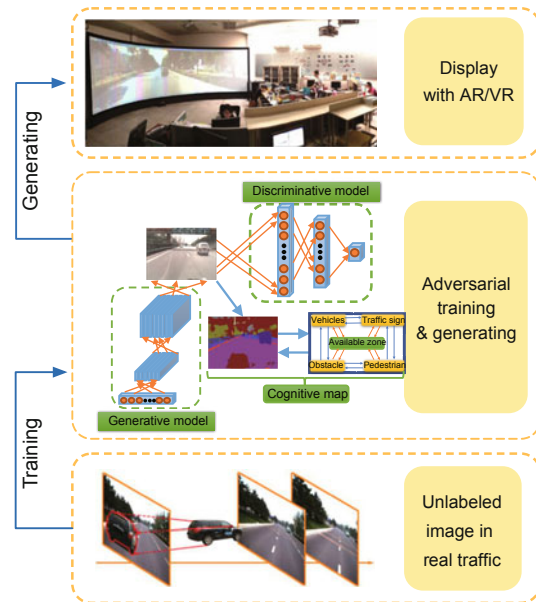 Generating
Display
with AR/VR
Discriminative model
Adversarial
training
& generating
Vehicles
Traffic sign
Available zone
Obstacle
Pedestrian
Cognitive map
Generative model
Training
Unlabeled
image in
real traffic